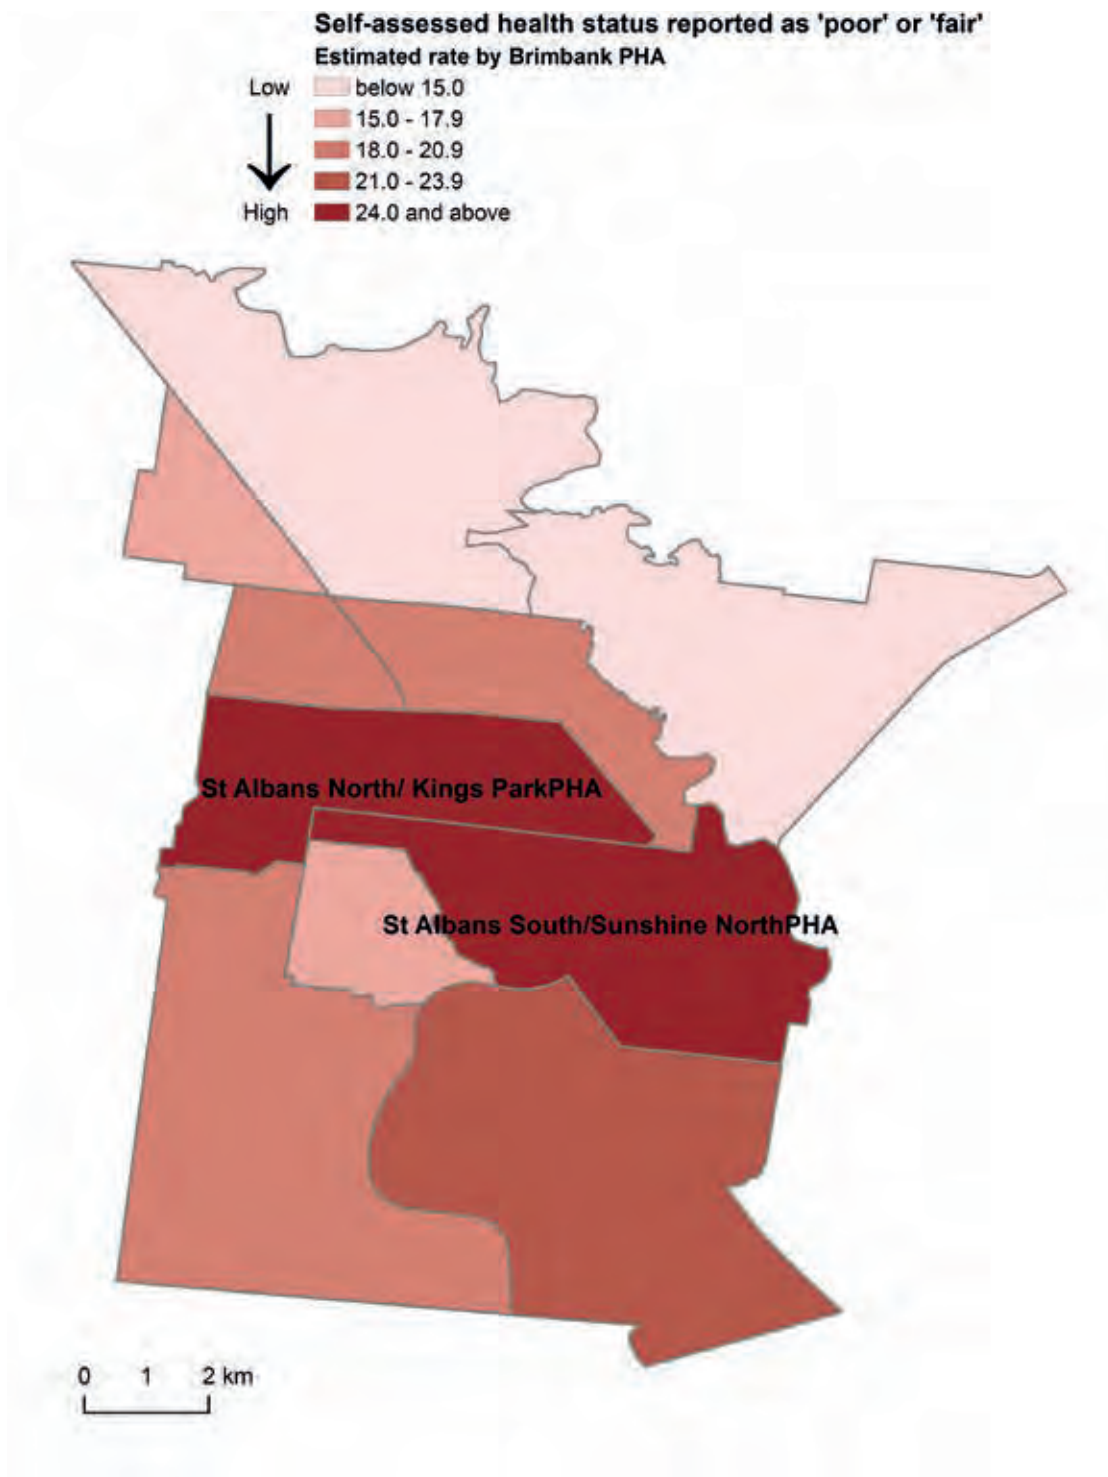 Self-assessed health status reported as 'poor' or 'fair'
Estimated rate by Brimbank PHA
Low
below 15.0
15.0 - 17.9
18.0 - 20.9
21.0 - 23.9
High
24.0 and above
St Albans North/ Kings ParkPHA
St Albans South/Sunshine NorthPHA
0 1 2 km